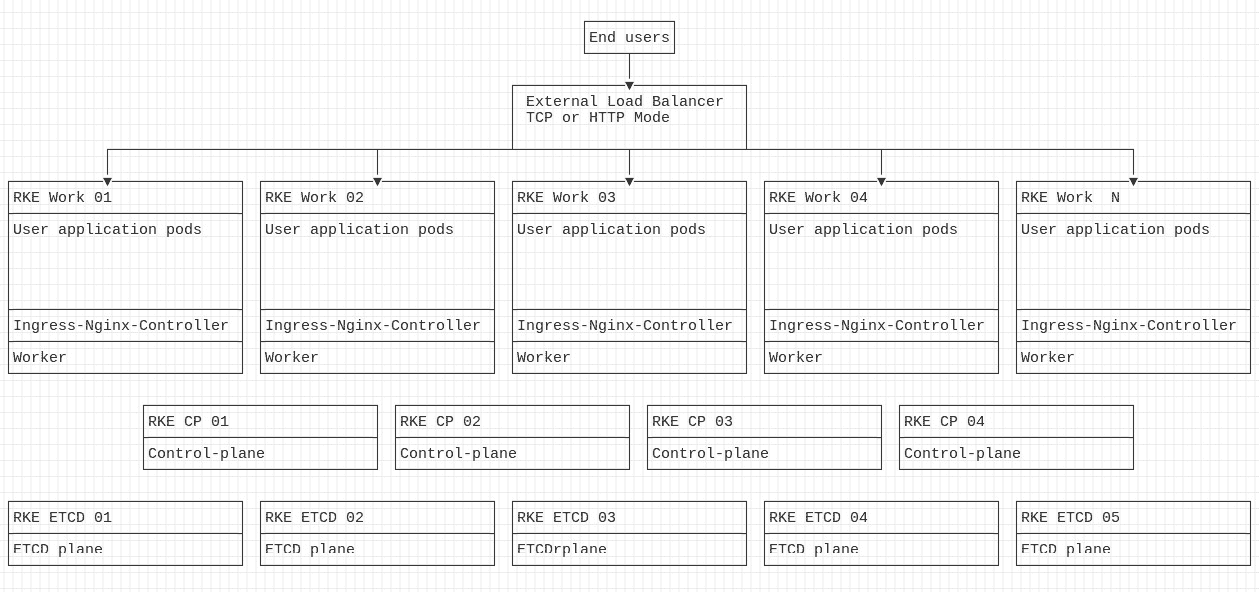 End users
External Load Balancer
TCP or HTTP Mode
RKE Work 01
RKE Work 02
RKE Work 03
RKE Work 04
RKE Work  N
User application pods
User application pods
User application pods
User application pods
User application pods
Ingress-Nginx-Controller
Ingress-Nginx-Controller
Ingress-Nginx-Controller
Ingress-Nginx-Controller
Ingress-Nginx-Controller
Worker
Worker
Worker
Worker
Worker
RKE CP 01
RKE CP 02
RKE CP 03
RKE CP 04
Control-plane
Control-plane
Control-plane
Control-plane
RKE ETCD 01
RKE ETCD 02
RKE ETCD 03
RKE ETCD 04
RKE ETCD 05
ETCD plane
ETCD plane
ETCDrplane
ETCD plane
ETCD plane